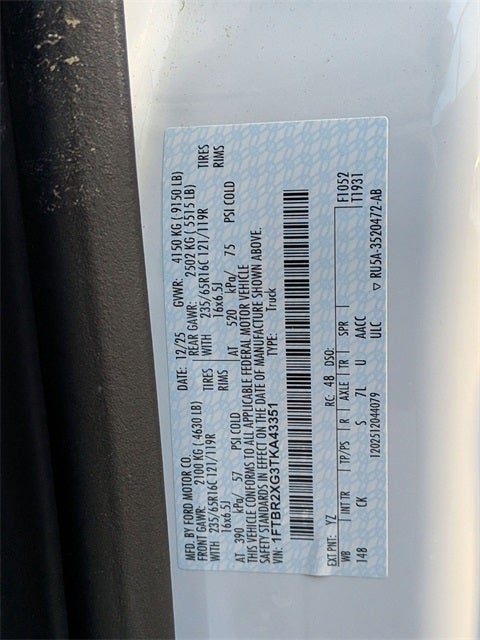 MFD. BY FORD MOTOR CO.
DATE: 12/25 GVWR: 4150 KG ( 9150 LB)
FRONT GAWR: 2100 KG ( 4630 LB) REAR GAWR: 2502 KG ( 5515 LB)
WITH 235/65R16C 121/119R TIRES WITH 235/65R16C 121/119R TIRES
16x6.5J RIMS 16x6.5J RIMS
AT 390 kPa/ 57 PSI COLD AT 520 kPa/ 75 PSI COLD
THIS VEHICLE CONFORMS TO ALL APPLICABLE FEDERAL MOTOR VEHICLE
SAFETY STANDARDS IN EFFECT ON THE DATE OF MANUFACTURE SHOWN ABOVE.
VIN: 1FTBR2XG3TKA43351 TYPE: Truck
EXT PNT: YZ RC: 48 DSO: F1052
WB INT TR TP/PS R AXLE TR SPR T1931
148 CK S 7L U AACC
ULC
1202512044079 ▽ RU5A-3520472-AB